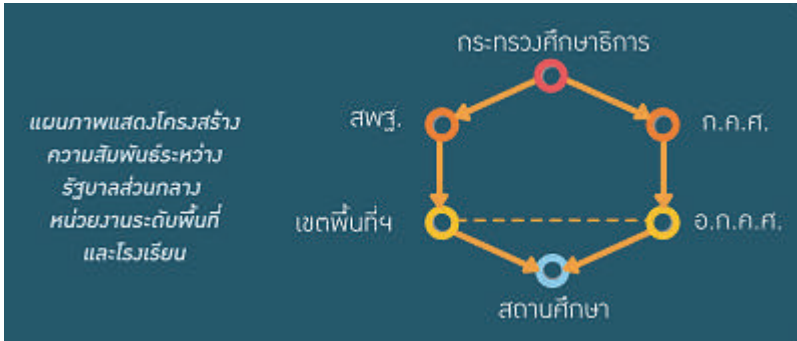 กระทรวงศึกษาธิการ
สพฐ.
ก.ค.ศ.
แผนภาพแสดงโครงสร้าง
ความสัมพันธ์ระหว่าง
รัฐบาลส่วนกลาง
หน่วยงานระดับพื้นที่
และโรงเรียน
เขตพื้นที่ฯ
อ.ก.ค.ศ.
สถานศึกษา